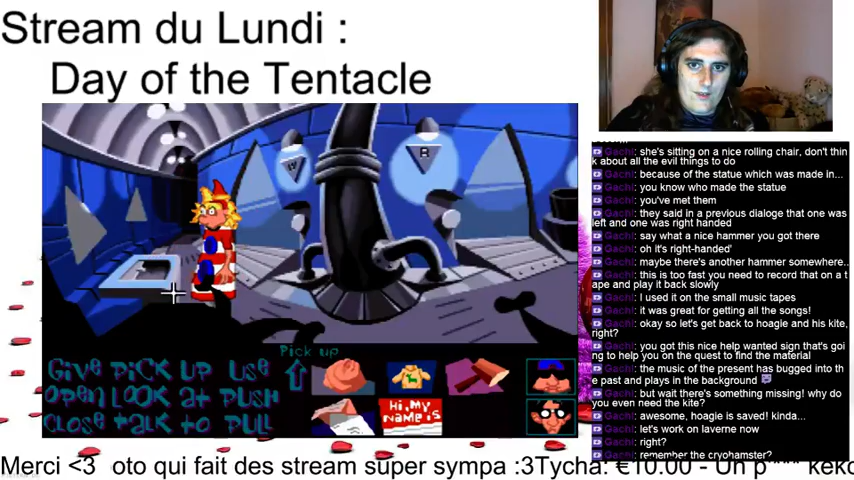 Stream du Lundi :
Day of the Tentacle
W
R
Pick up
GIVE PICK UP USE
OPEN LOOK at PUSH
CLOSE talk to PULL
Hi, my
NAME IS
Gachi: she's sitting on a nice rolling chair, don't thin
k about all the evil things to do
Gachi: because of the statue which was made in...
Gachi: you know who made the statue
Gachi: you've met them
Gachi: they said in a previous dialoge that one was
left and one was right handed
Gachi: say what a nice hammer you got there
Gachi: oh it's right-handed'
Gachi: maybe there's another hammer somewhere..
Gachi: this is too fast you need to record that on a t
ape and play it back slowly
Gachi: I used it on the small music tapes
Gachi: it was great for getting all the songs!
Gachi: okay so let's get back to hoagie and his kite,
right?
Gachi: you got this nice help wanted sign that's goi
ng to help you on the quest to find the material
Gachi: the music of the present has bugged into th
e past and plays in the background
Gachi: but wait there's something missing! why do
you even need the kite?
Gachi: awesome, hoagie is saved! kinda...
Gachi: let's work on laverne now
Gachi: right?
Gachi: remember the cryohamster?
Merci <3 oto qui fait des stream super sympa :3Tycha: €10.00 - Un p**** keko